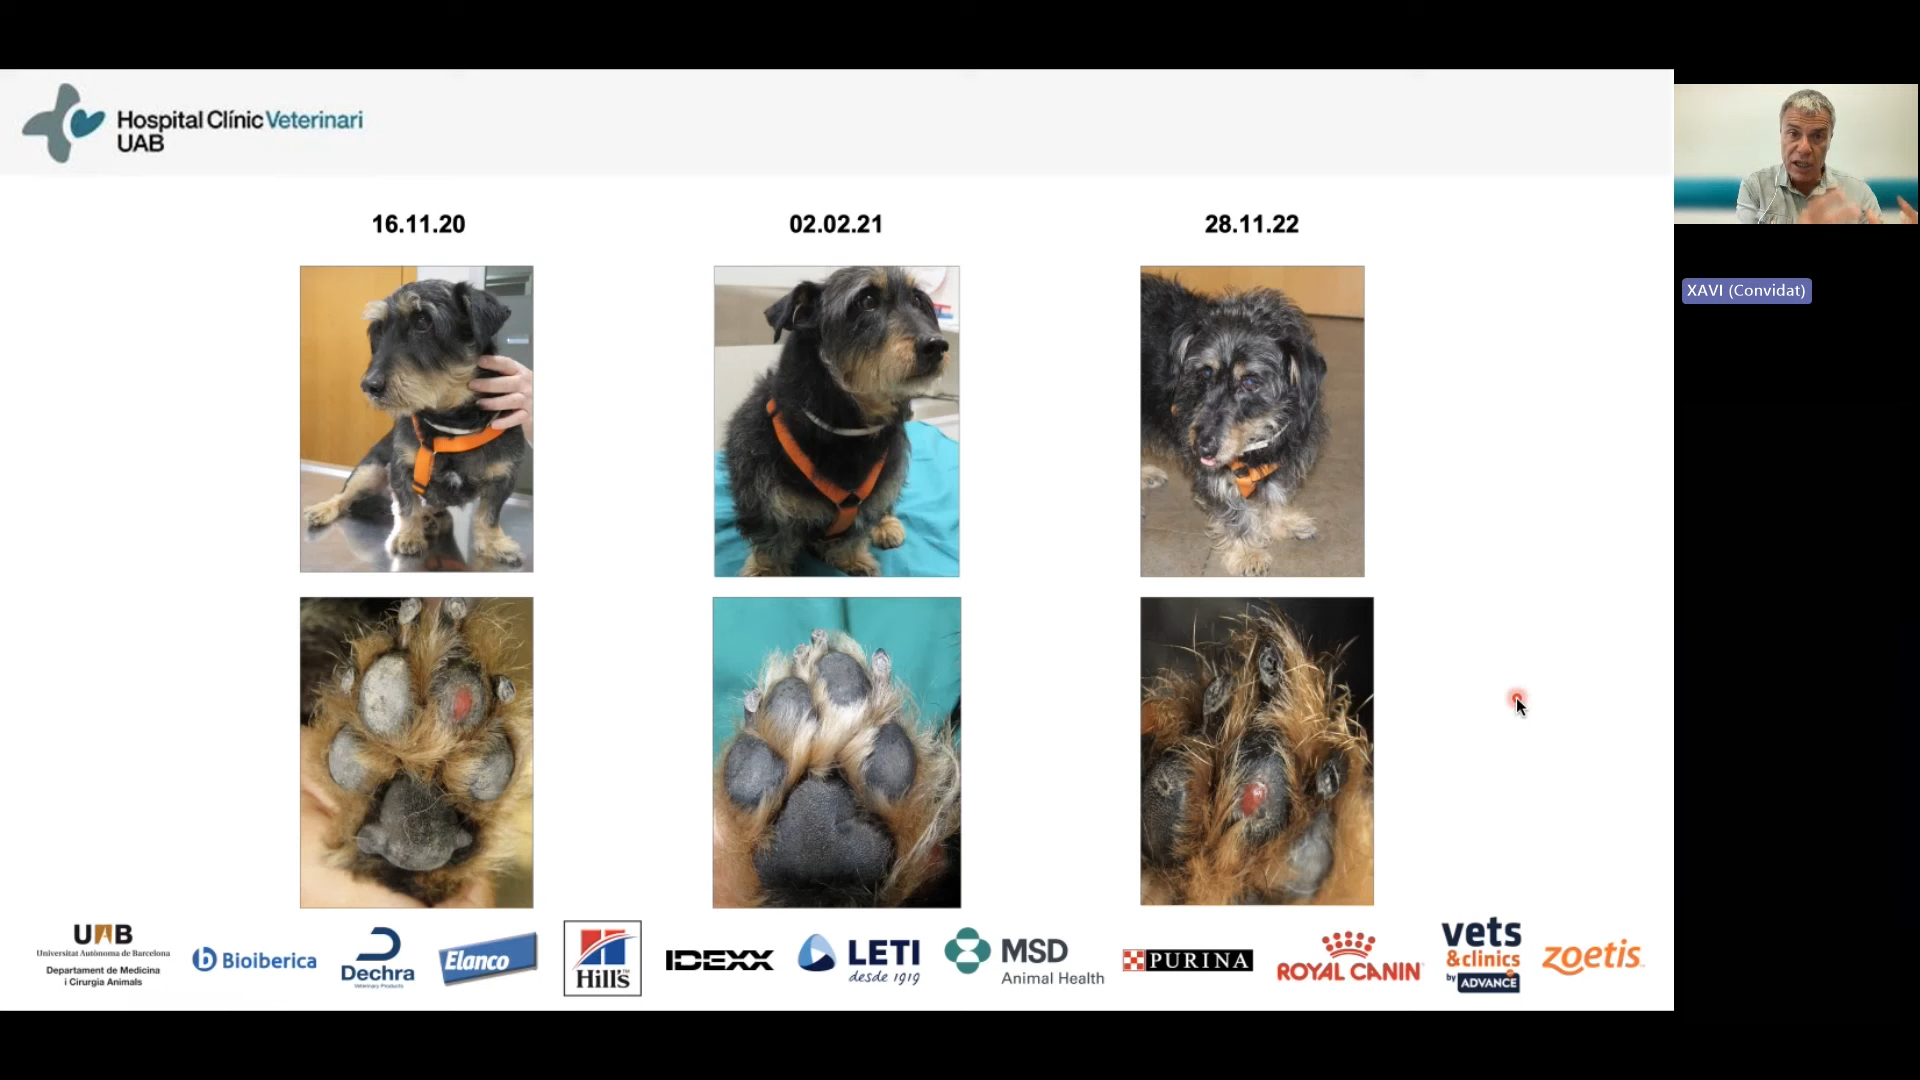 Hospital Clínic Veterinari
UAB
16.11.20
02.02.21
28.11.22
XAVI (Convidat)
UAB
Universitat Autònoma de Barcelona
Departament de Medicina
i Cirurgia Animals
Bioiberica
Dechra
Veterinary Products
Elanco
Hill's
IDEXX
LETI
desde 1919
MSD
Animal Health
PURINA
ROYAL CANIN
vets
&clinics
by ADVANCE
zoetis